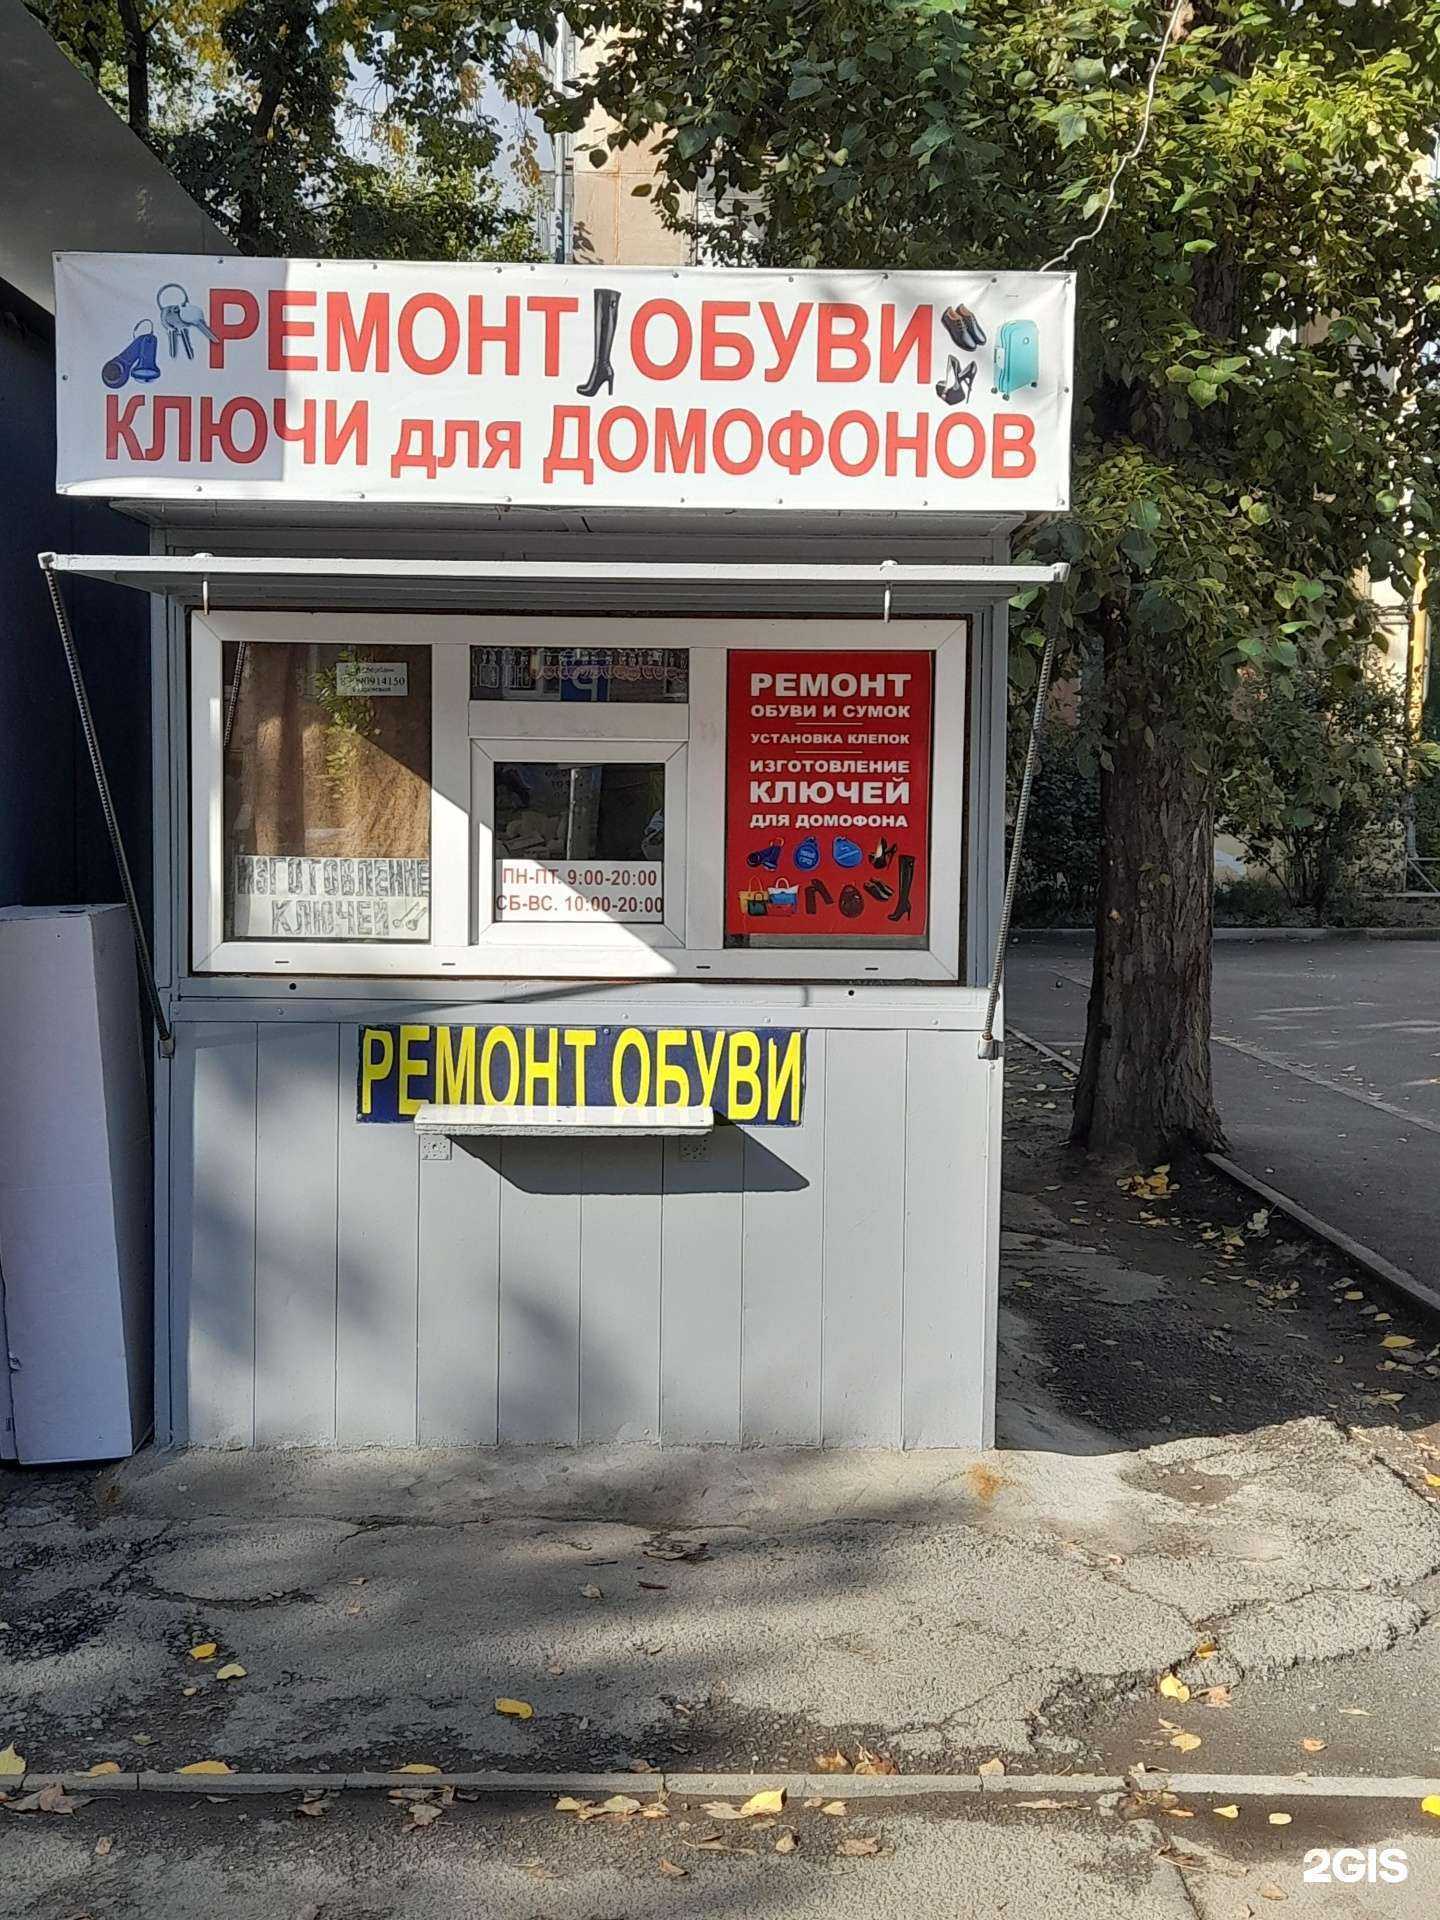 РЕМОНТ ОБУВИ
КЛЮЧИ для ДОМОФОНОВ
РЕМОНТ
ОБУВИ И СУМОК
УСТАНОВКА КЛЕПОК
ИЗГОТОВЛЕНИЕ
КЛЮЧЕЙ
ДЛЯ ДОМОФОНА
ИЗГОТОВЛЕНИЕ
КЛЮЧЕЙ
ПН-ПТ. 9:00-20:00
СБ-ВС. 10:00-20:00
РЕМОНТ ОБУВИ
2GIS